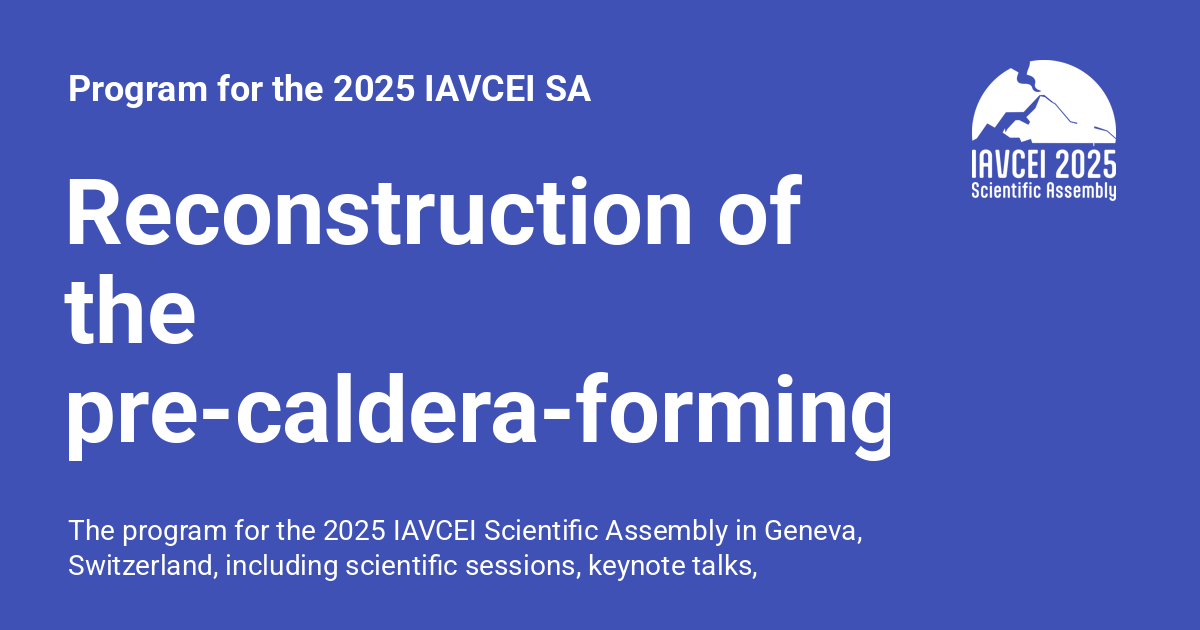 Program for the 2025 IAVCEI SA
IAVCEI 2025
Scientific Assembly
Reconstruction of
the
pre-caldera-forming
The program for the 2025 IAVCEI Scientific Assembly in Geneva,
Switzerland, including scientific sessions, keynote talks,